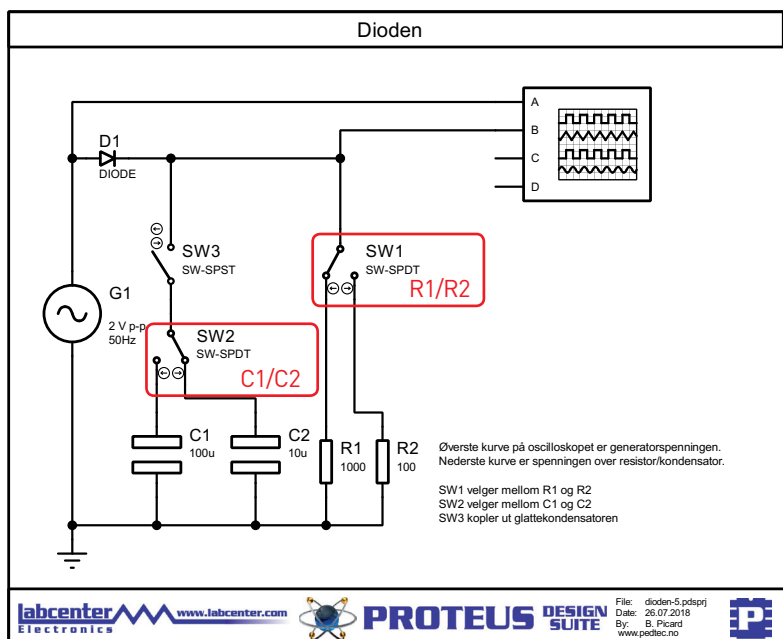 Dioden
A
B
C
D
D1
DIODE
SW3
SW-SPST
SW1
SW-SPDT
R1/R2
G1
2 V p-p
50Hz
SW2
SW-SPDT
C1/C2
C1
100u
C2
10u
R1
1000
R2
100
Øverste kurve på oscilloskopet er generatorspenningen.
Nederste kurve er spenningen over resistor/kondensator.
SW1 velger mellom R1 og R2
SW2 velger mellom C1 og C2
SW3 kopler ut glattekondensatoren
labcenter
Electronics
www.labcenter.com
PROTEUS DESIGN SUITE
File: dioden-5.pdsprj
Date: 26.07.2018
By: B. Picard
www.pedtec.no
P